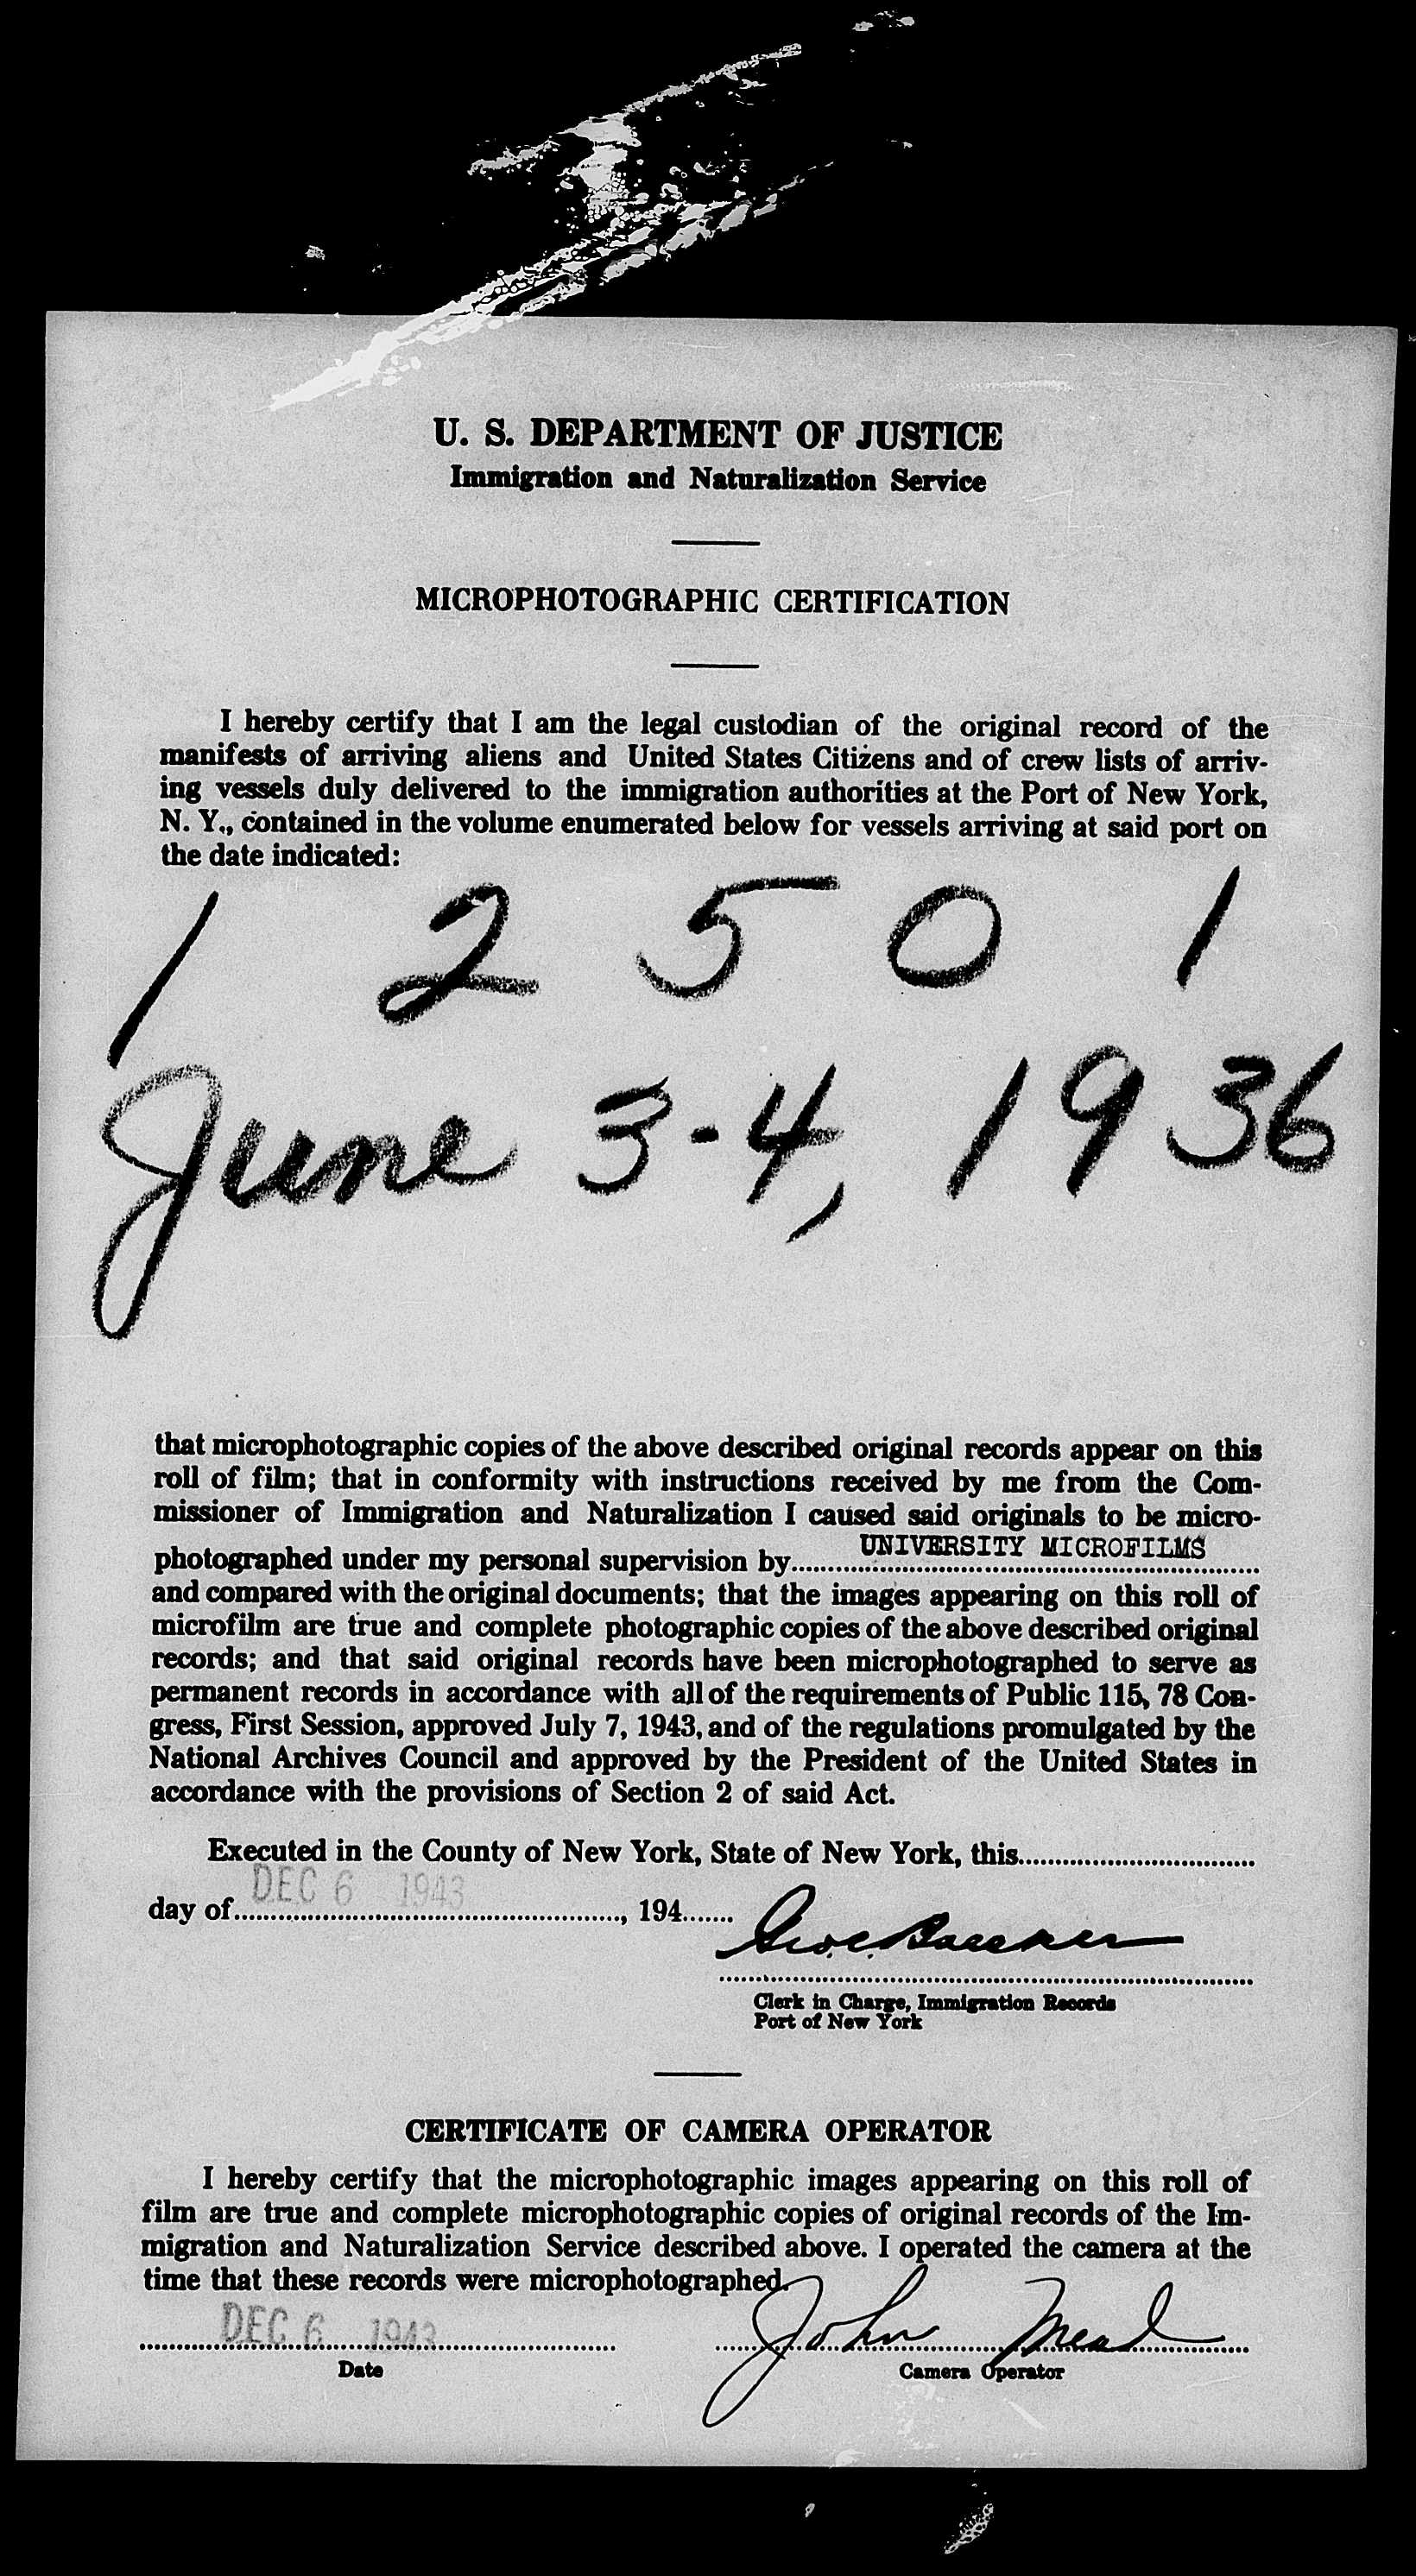 U. S. DEPARTMENT OF JUSTICE
Immigration and Naturalization Service
MICROPHOTOGRAPHIC CERTIFICATION
I hereby certify that I am the legal custodian of the original record of the
manifests of arriving aliens and United States Citizens and of crew lists of arriv-
ing vessels duly delivered to the immigration authorities at the Port of New York,
N. Y., contained in the volume enumerated below for vessels arriving at said port on
the date indicated:
1 2 5 0 1
June 3-4, 1936
that microphotographic copies of the above described original records appear on this
roll of film; that in conformity with instructions received by me from the Com-
missioner of Immigration and Naturalization I caused said originals to be micro-
photographed under my personal supervision by UNIVERSITY MICROFILMS
and compared with the original documents; that the images appearing on this roll of
microfilm are true and complete photographic copies of the above described original
records; and that said original records have been microphotographed to serve as
permanent records in accordance with all of the requirements of Public 115, 78 Con-
gress, First Session, approved July 7, 1943, and of the regulations promulgated by the
National Archives Council and approved by the President of the United States in
accordance with the provisions of Section 2 of said Act.
Executed in the County of New York, State of New York, this
day of DEC 6 1943, 194
Clerk in Charge, Immigration Records
Port of New York
CERTIFICATE OF CAMERA OPERATOR
I hereby certify that the microphotographic images appearing on this roll of
film are true and complete microphotographic copies of original records of the Im-
migration and Naturalization Service described above. I operated the camera at the
time that these records were microphotographed.
DEC 6 1943 John Mead
Date Camera Operator